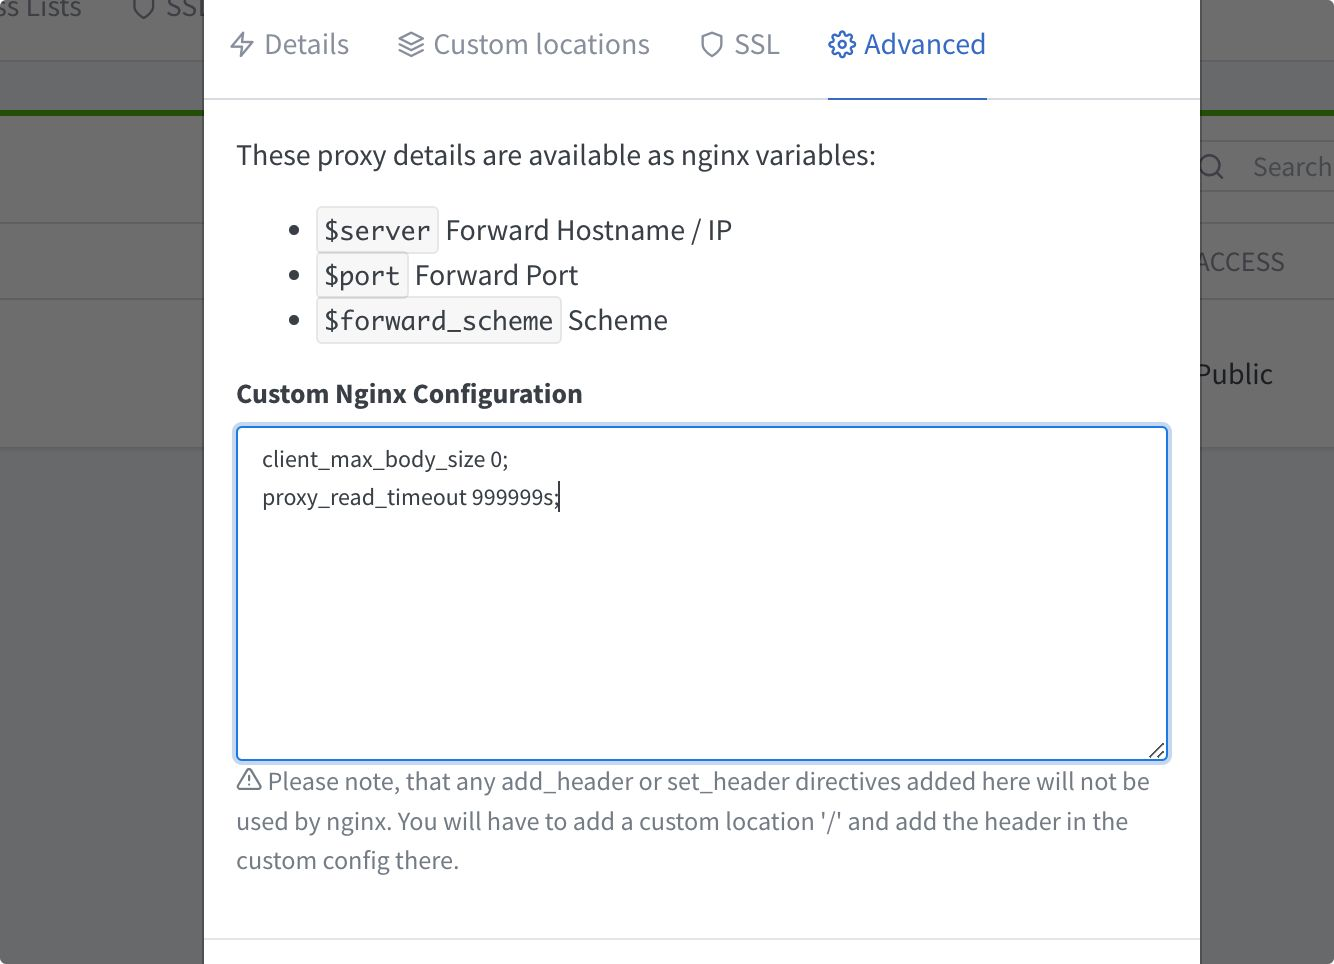 ss Lists
SSL
Details
Custom locations
SSL
Advanced
These proxy details are available as nginx variables:
$server Forward Hostname / IP
$port Forward Port
$forward_scheme Scheme
Custom Nginx Configuration
client_max_body_size 0;
proxy_read_timeout 999999s;
Please note, that any add_header or set_header directives added here will not be
used by nginx. You will have to add a custom location '/' and add the header in the
custom config there.
Search
ACCESS
Public